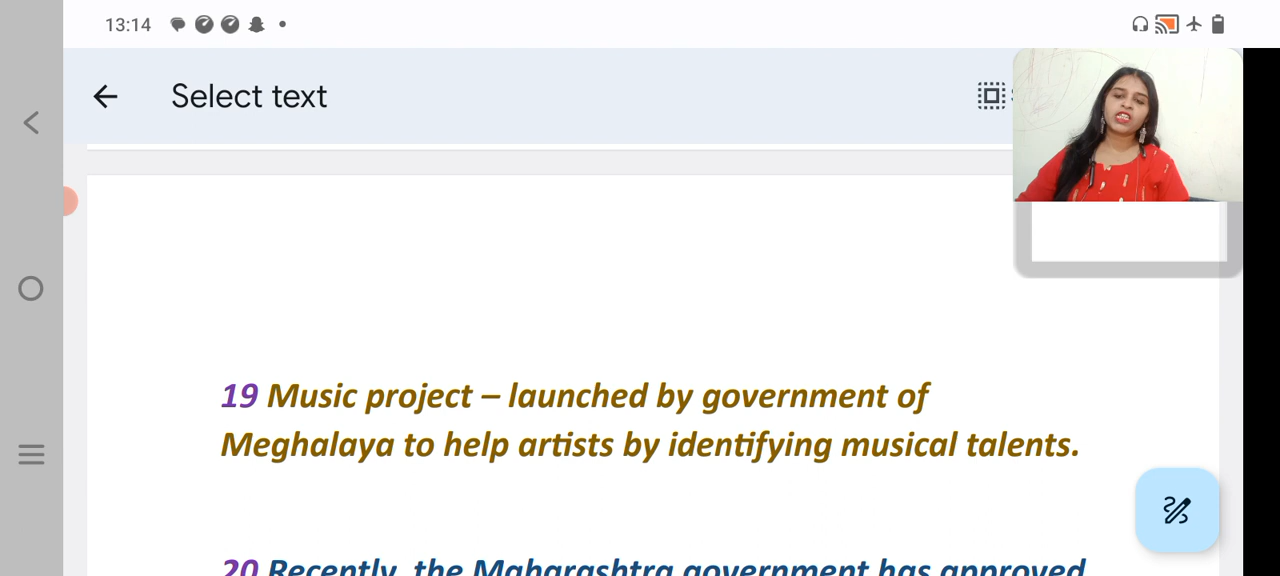 13:14
Select text
19 Music project – launched by government of
Meghalaya to help artists by identifying musical talents.
20 Recently, the Maharashtra government has approved